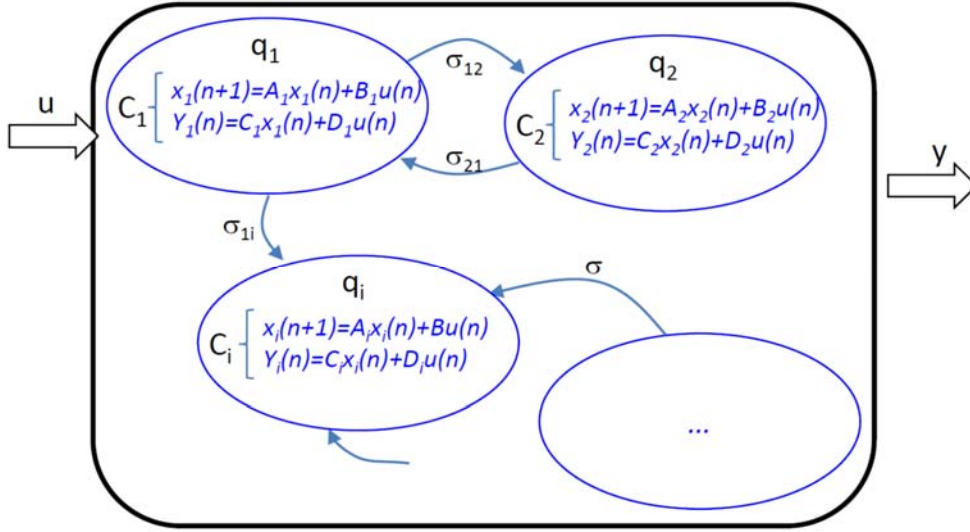 u
q₁
C₁
x₁(n+1)=A₁x₁(n)+B₁u(n)
Y₁(n)=C₁x₁(n)+D₁u(n)
σ₁₂
q₂
C₂
x₂(n+1)=A₂x₂(n)+B₂u(n)
Y₂(n)=C₂x₂(n)+D₂u(n)
σ₂₁
y
σ₁ᵢ
qᵢ
Cᵢ
xᵢ(n+1)=Aᵢxᵢ(n)+Bu(n)
Yᵢ(n)=Cᵢxᵢ(n)+Dᵢu(n)
σ
...